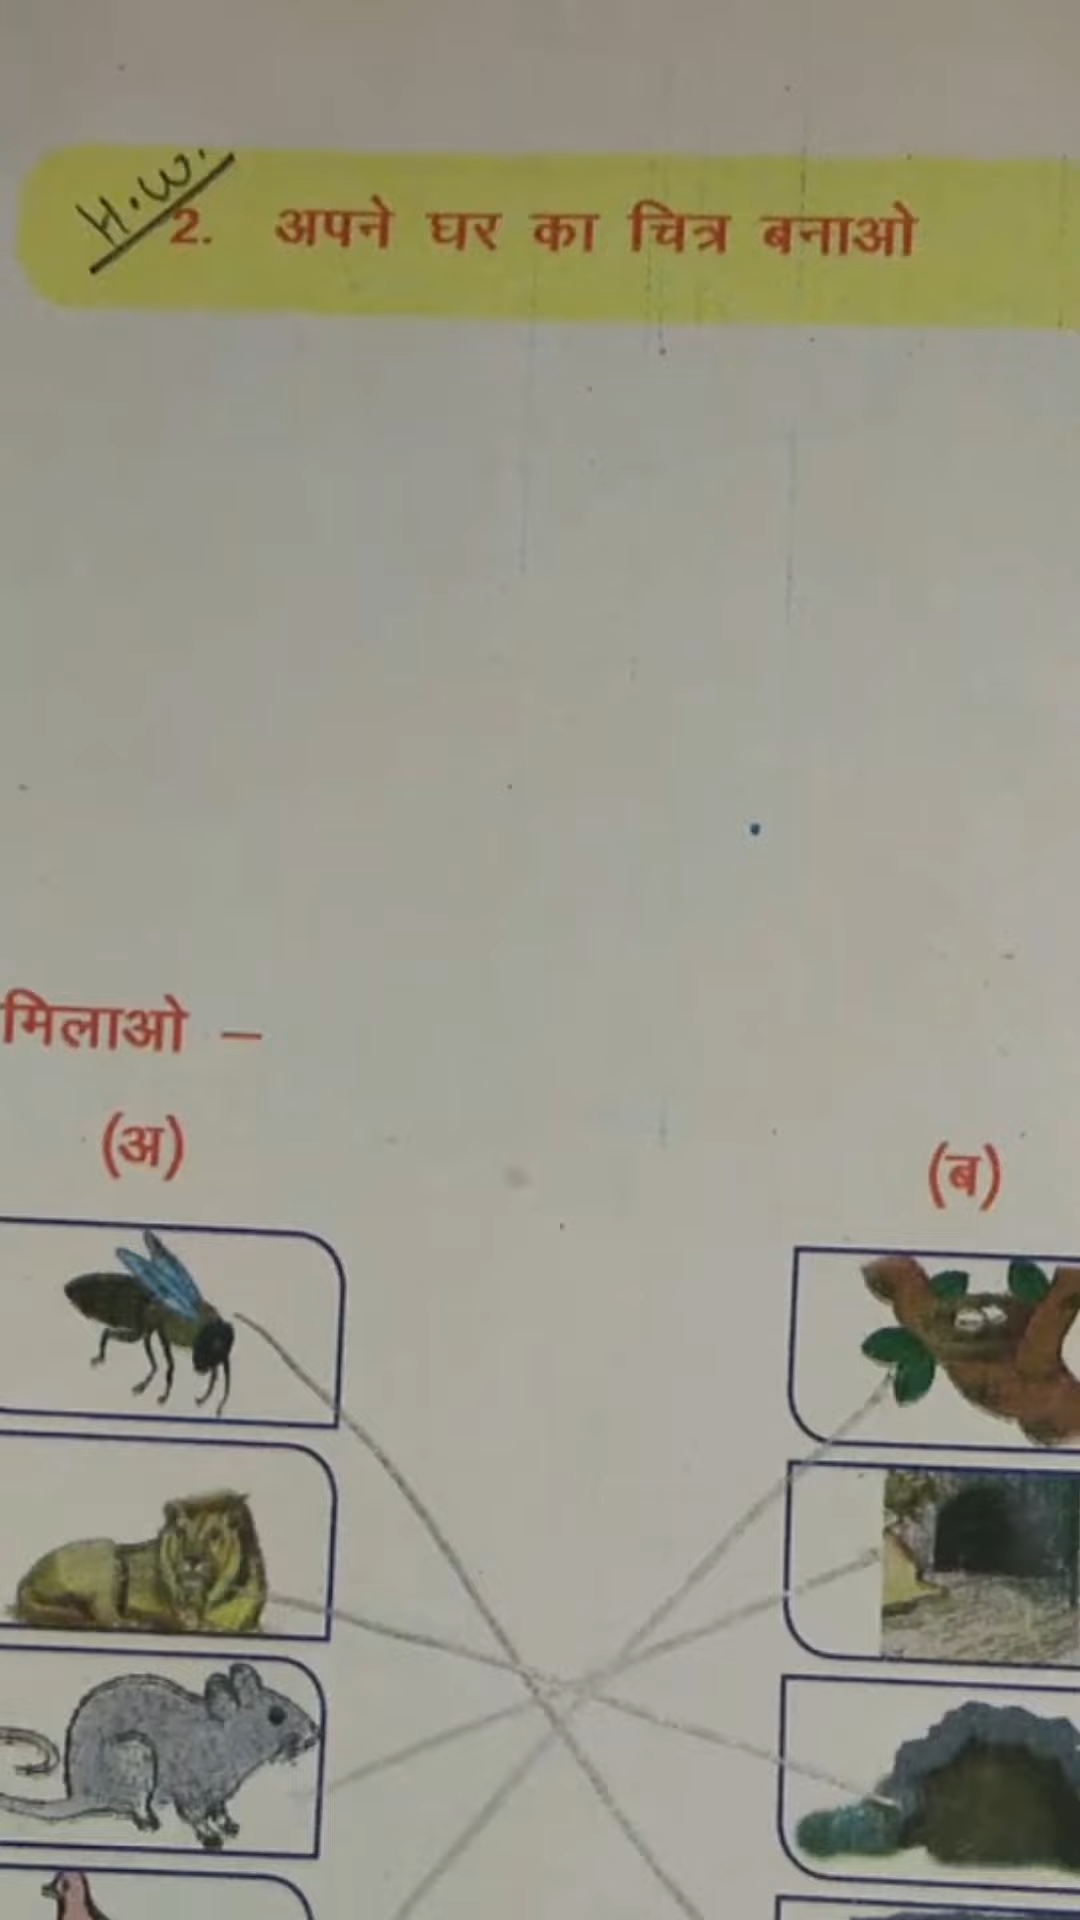 H.W.
2. अपने घर का चित्र बनाओ
मिलाओ –
(अ) (ब)